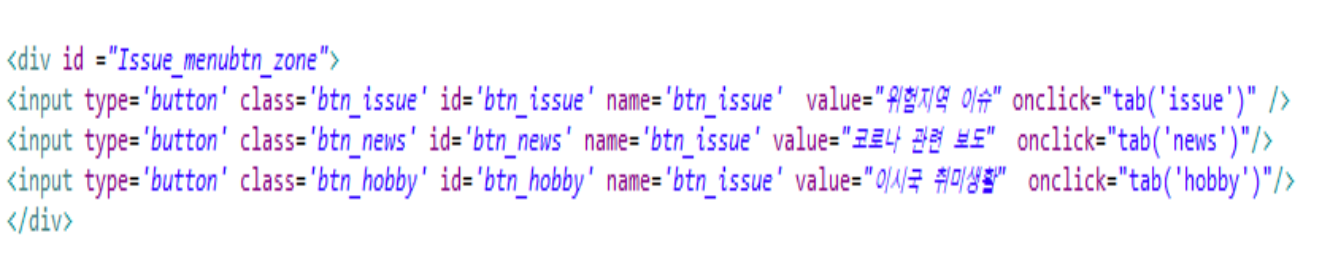 <div id ="Issue_menubtn_zone">
<input type='button' class='btn_issue' id='btn_issue' name='btn_issue'  value="위험지역 이슈" onclick="tab('issue')" />
<input type='button' class='btn_news' id='btn_news' name='btn_issue' value="코로나 관련 보도"  onclick="tab('news')"/>
<input type='button' class='btn_hobby' id='btn_hobby' name='btn_issue' value="이시국 취미생활"  onclick="tab('hobby')"/>
</div>